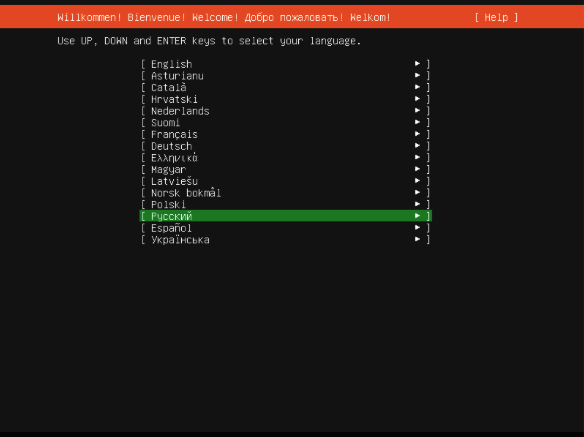 Willkommen! Bienvenue! Welcome! Добро пожаловать! Welkom! [ Help ]
Use UP, DOWN and ENTER keys to select your language.
[ English ► ]
[ Asturianu ► ]
[ Català ► ]
[ Hrvatski ► ]
[ Nederlands ► ]
[ Suomi ► ]
[ Français ► ]
[ Deutsch ► ]
[ Ελληνικά ► ]
[ Magyar ► ]
[ Latviešu ► ]
[ Norsk bokmål ► ]
[ Polski ► ]
[ Русский ► ]
[ Español ► ]
[ Українська ► ]